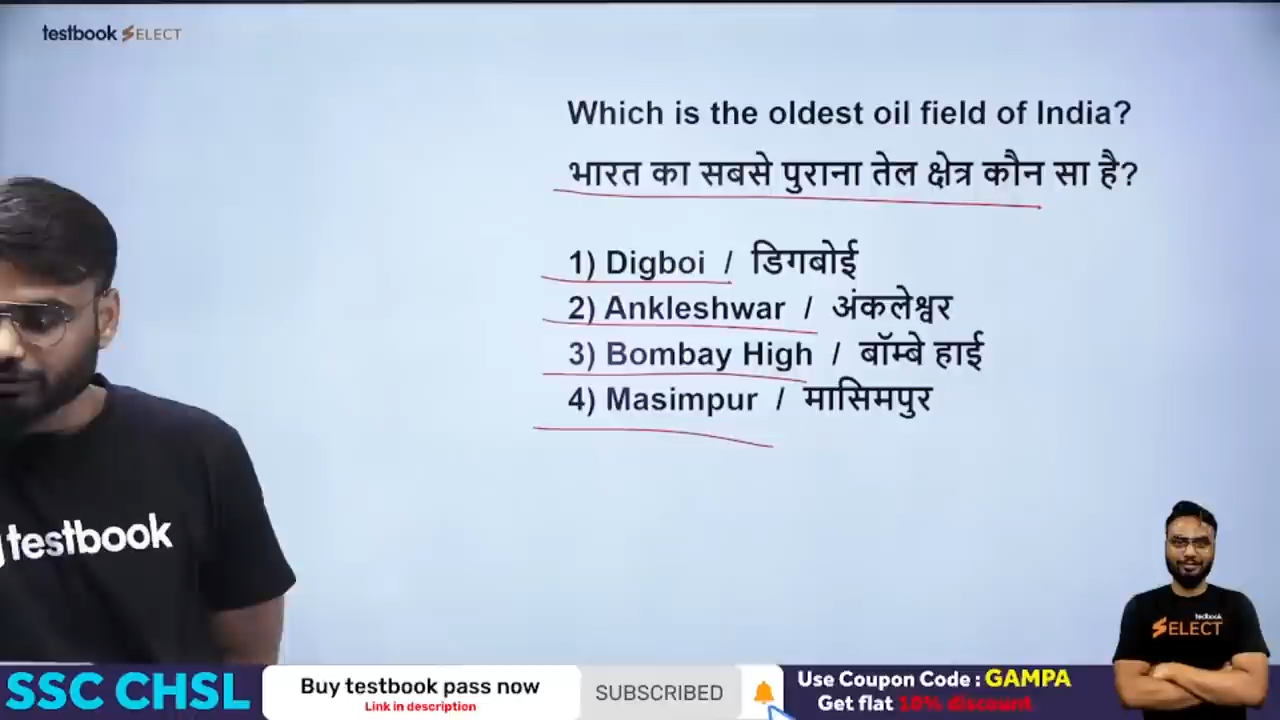 testbook SELECT
Which is the oldest oil field of India?
भारत का सबसे पुराना तेल क्षेत्र कौन सा है?
1) Digboi / डिगबोई
2) Ankleshwar / अंकलेश्वर
3) Bombay High / बॉम्बे हाई
4) Masimpur / मासिमपुर
testbook
testbook
SELECT
SSC CHSL
Buy testbook pass now
Link in description
SUBSCRIBED
Use Coupon Code : GAMPA
Get flat 10% discount